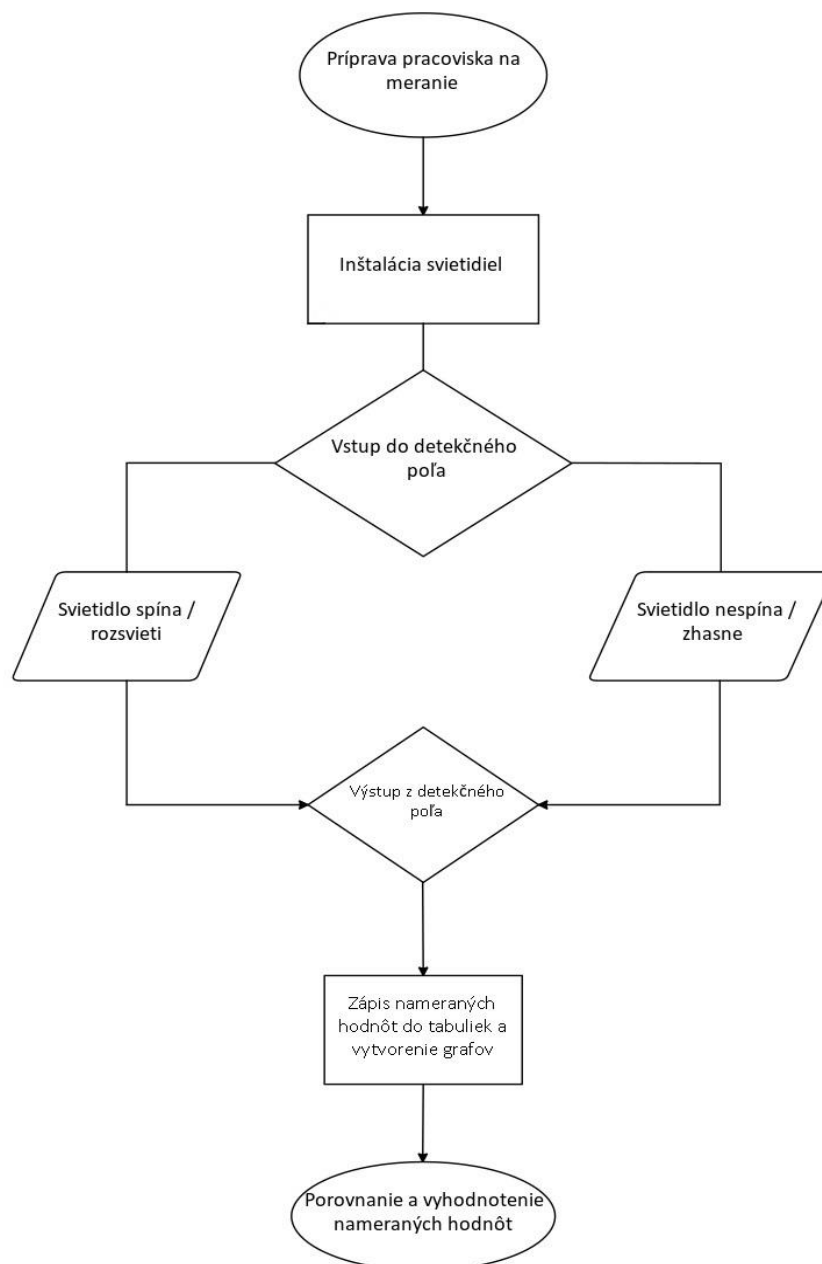 Príprava pracoviska na
meranie
Inštalácia svietidiel
Vstup do detekčného
poľa
Svietidlo spína /
rozsvieti
Svietidlo nespína /
zhasne
Výstup z detekčného
poľa
Zápis nameraných
hodnôt do tabuliek a
vytvorenie grafov
Porovnanie a vyhodnotenie
nameraných hodnôt